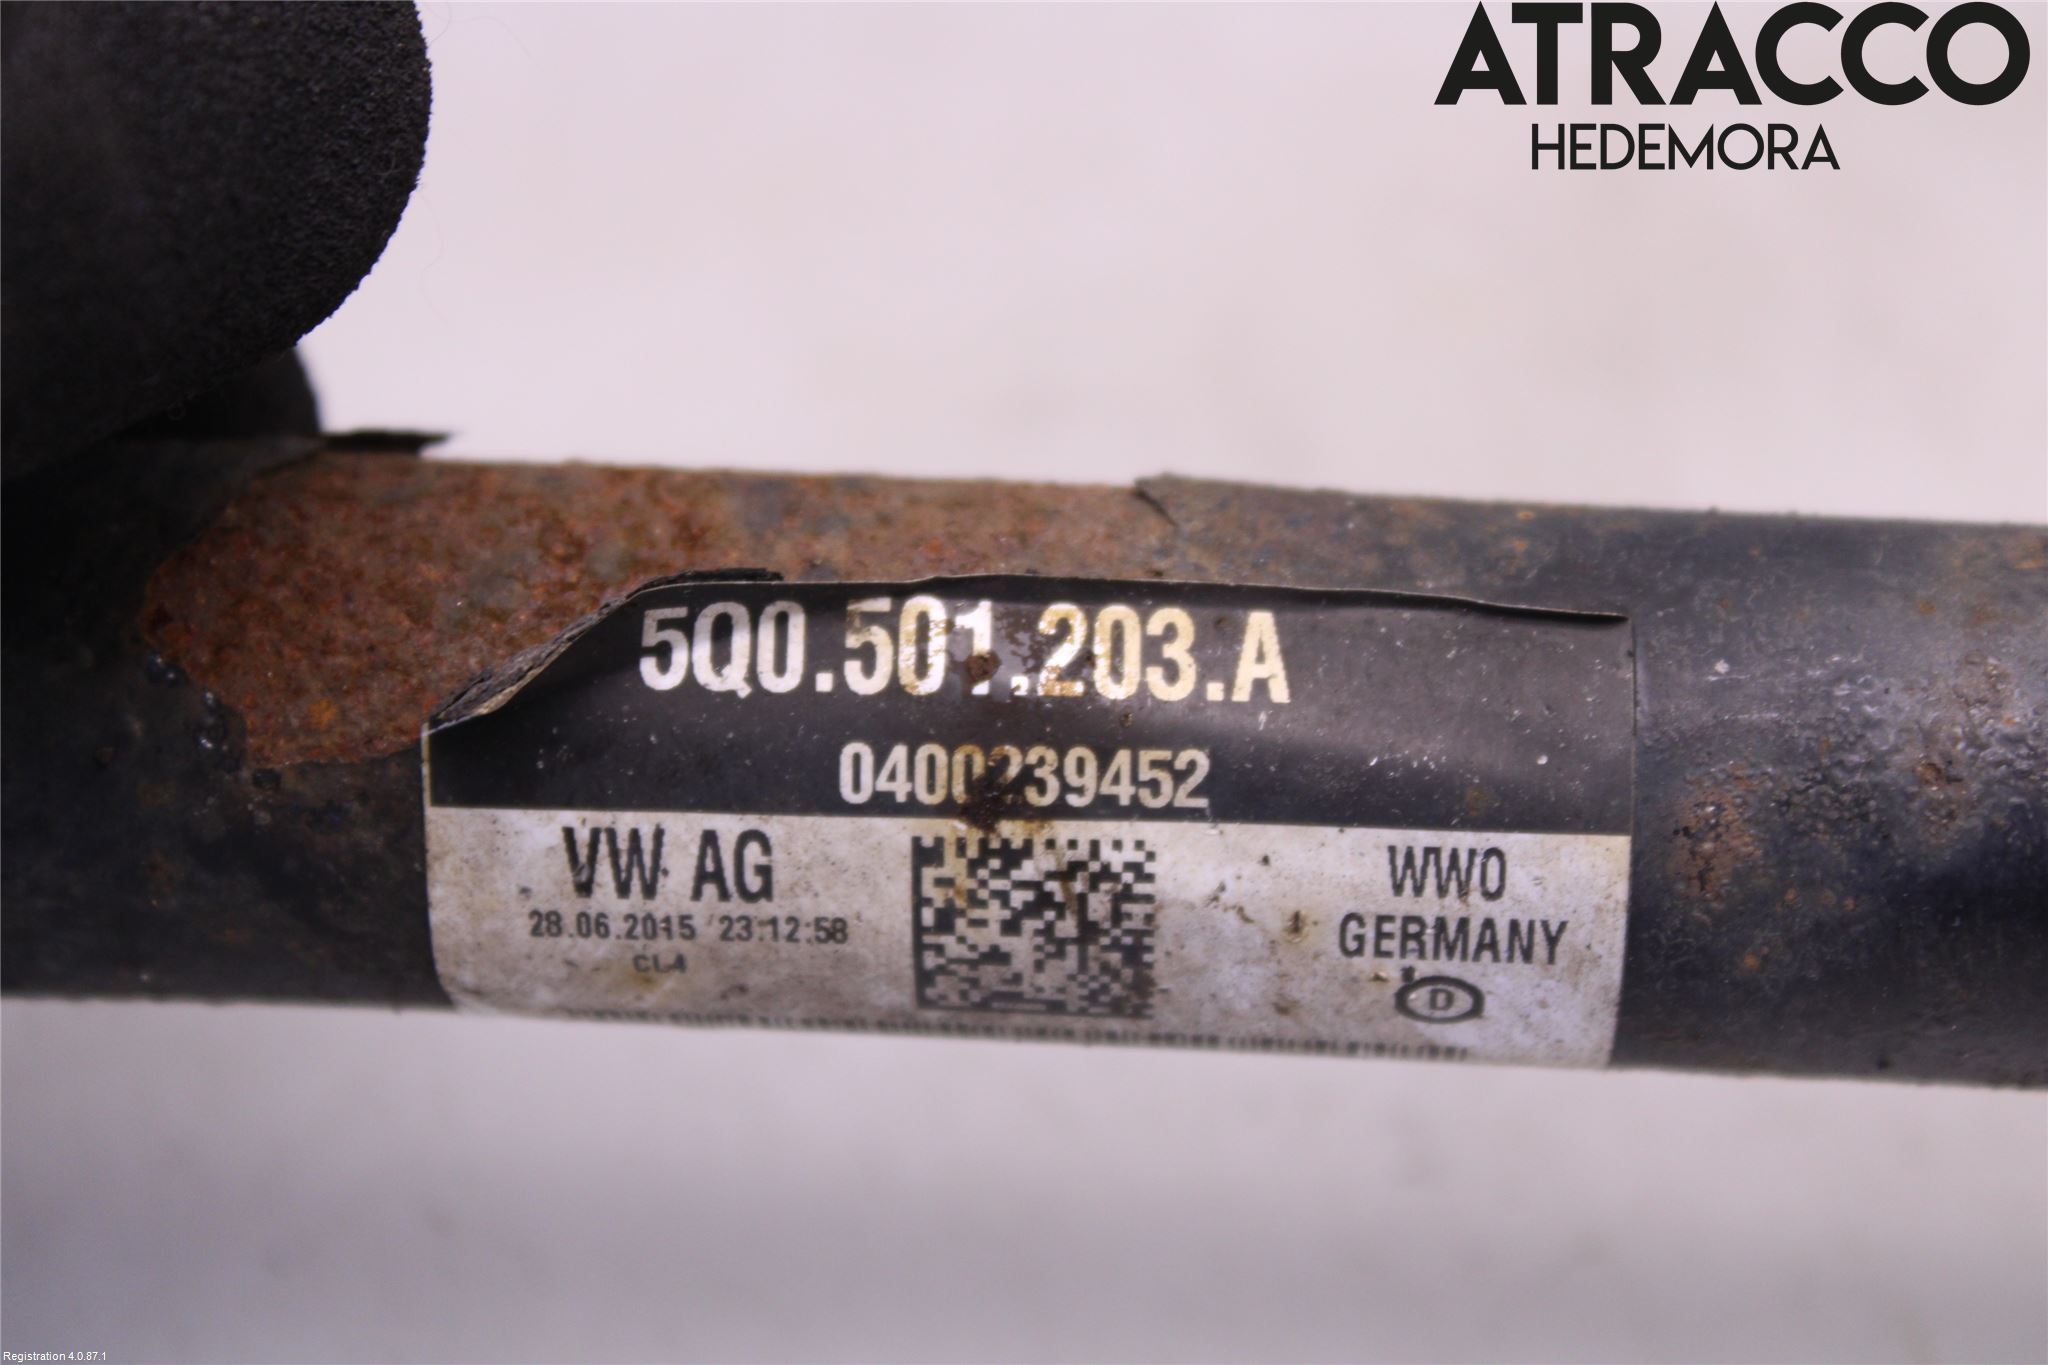 ATRACCO
HEDEMORA
5Q0.501.203.A
0400239452
VW AG
28.06.2015 23:12:58
CL4
WWO
GERMANY
D
Registration 4.0.87.1